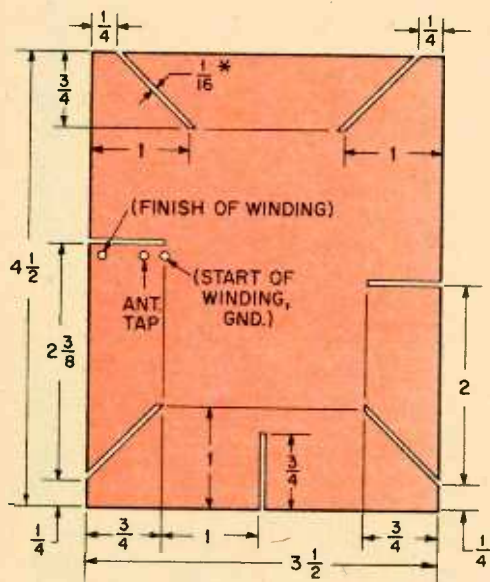 1/4
1/4
3/4
1/16 *
1
1
(FINISH OF WINDING)
4 1/2
ANT.
TAP
(START OF
WINDING,
GND.)
2 3/8
2
1
3/4
1/4
3/4
1
3/4
1/4
3 1/2